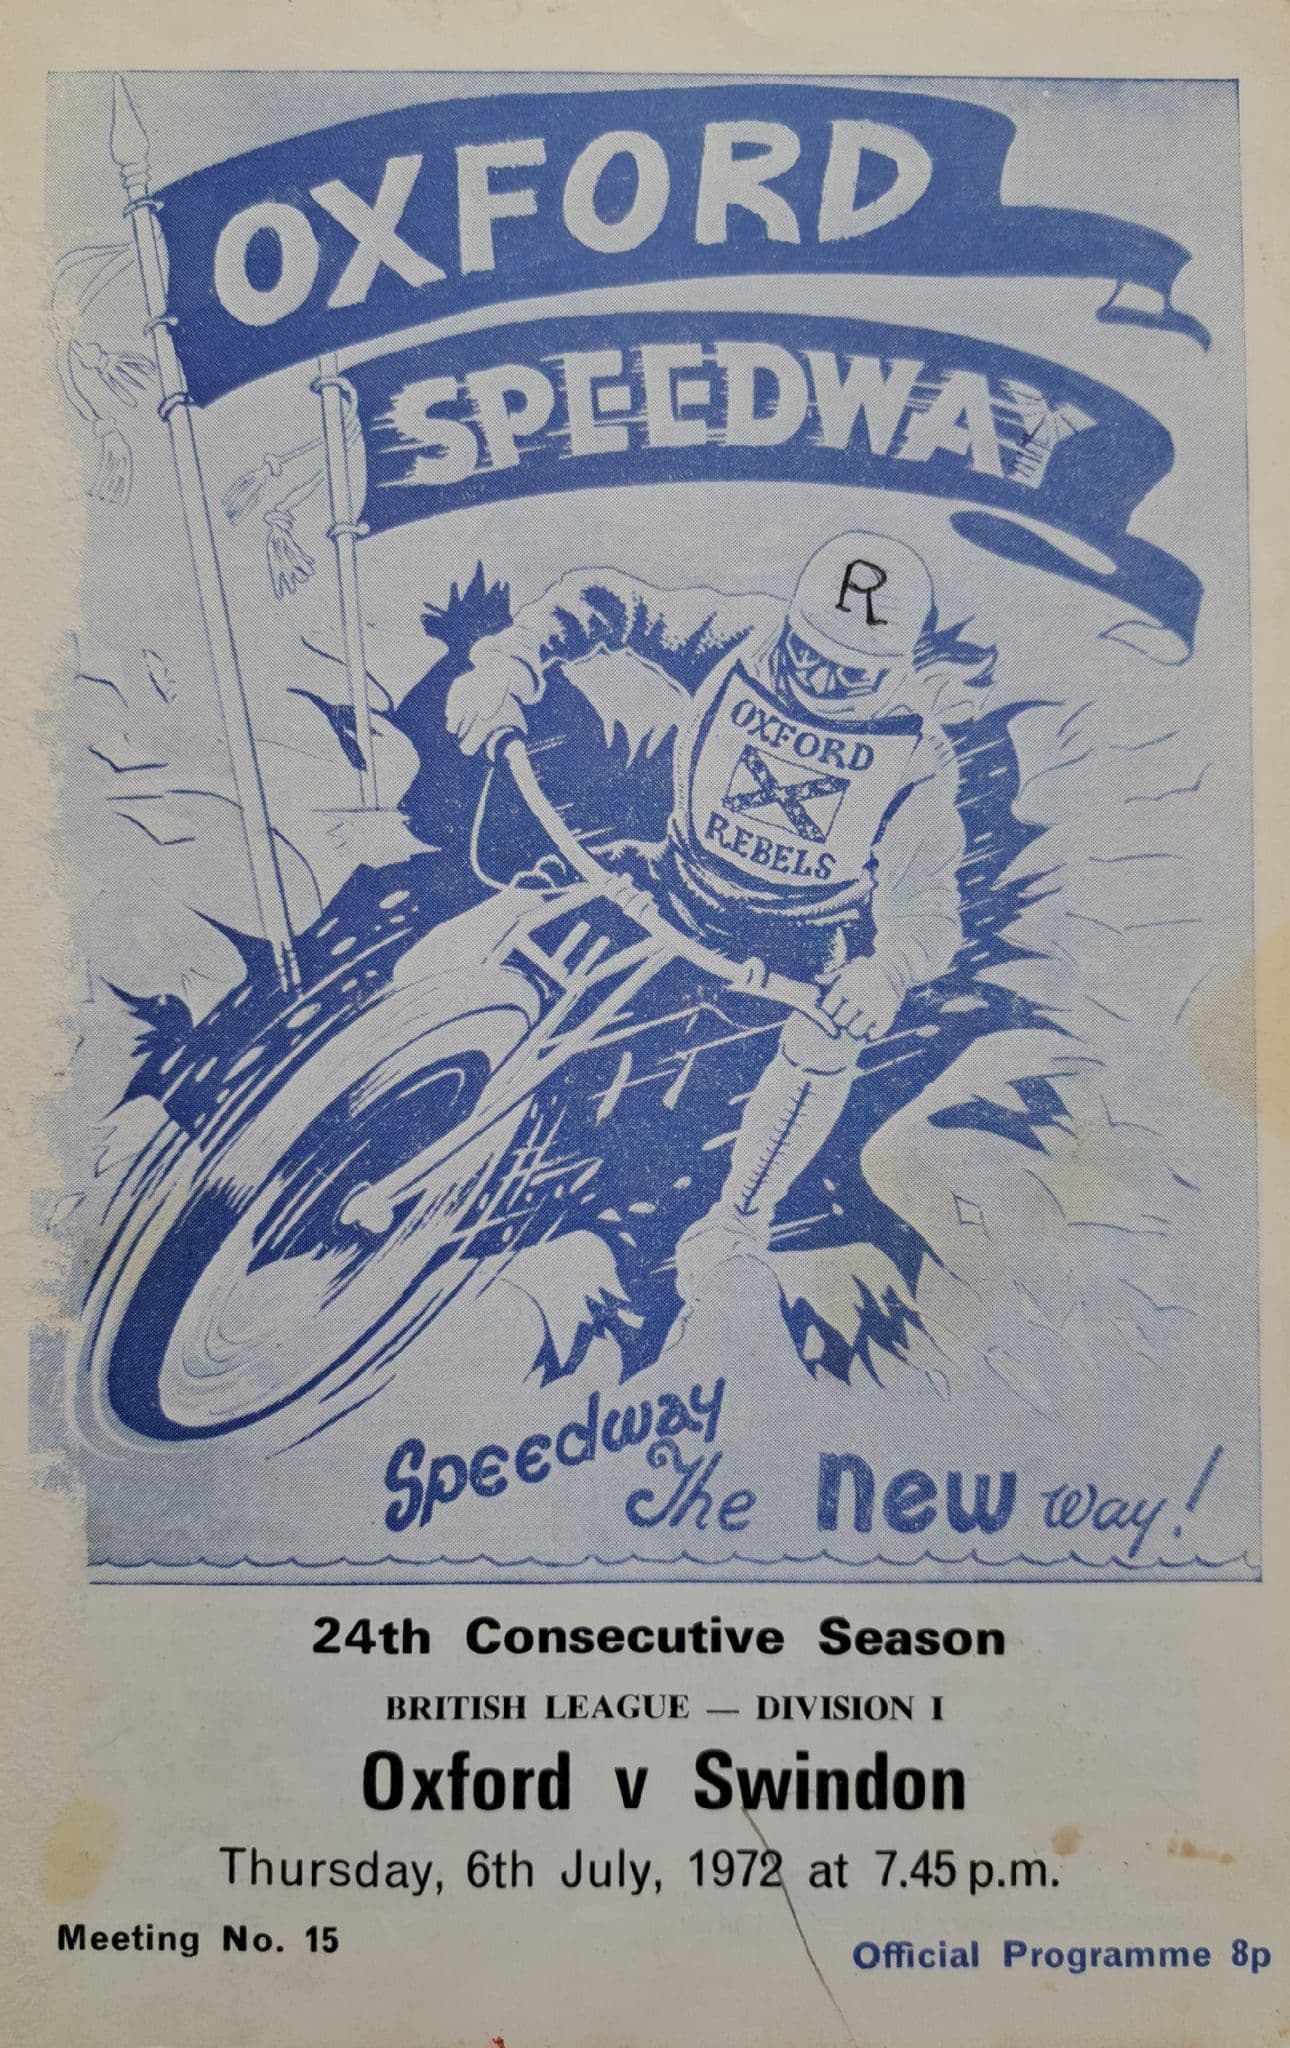 OXFORD
SPEEDWAY
R
OXFORD
REBELS
Speedway
The new way!
24th Consecutive Season
BRITISH LEAGUE — DIVISION I
Oxford v Swindon
Thursday, 6th July, 1972 at 7.45 p.m.
Meeting No. 15
Official Programme 8p